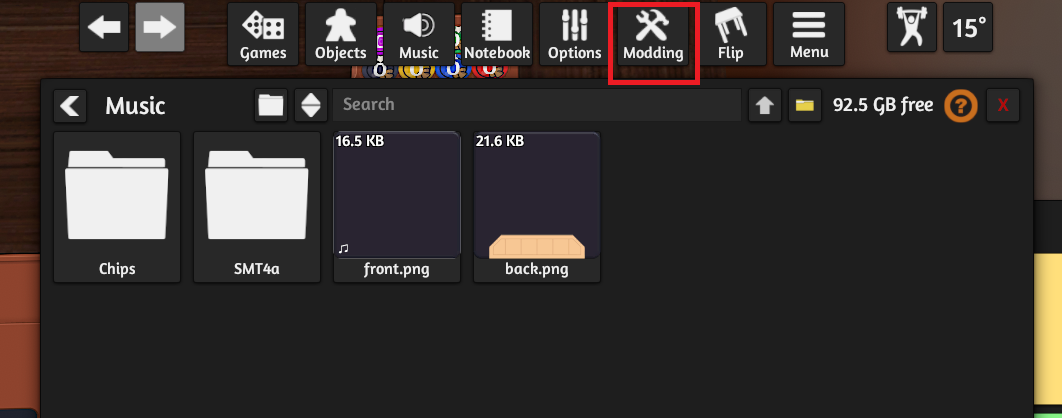 Games
Objects
Music
Notebook
Options
Modding
Flip
Menu
15°
Music
Search
92.5 GB free
?
X
16.5 KB
21.6 KB
Chips
SMT4a
front.png
back.png